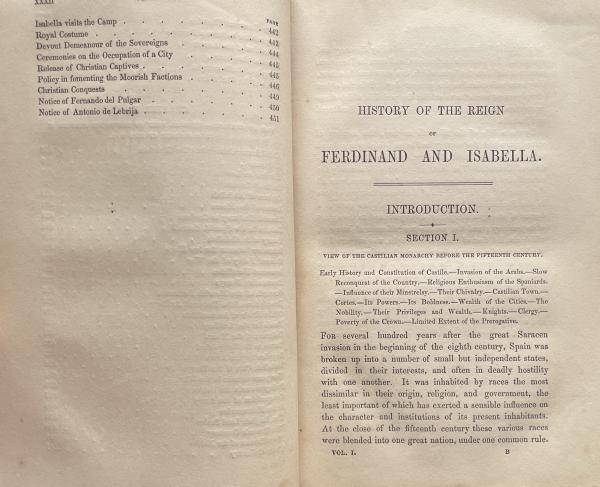 XXXII
PAGE
Isabella visits the Camp . . . . . . . 442
Royal Costume . . . . . . . . 443
Devout Demeanour of the Sovereigns . . . . . 443
Ceremonies on the Occupation of a City . . . . . 444
Release of Christian Captives . . . . . . 445
Policy in fomenting the Moorish Factions . . . . . 445
Christian Conquests . . . . . . . 446
Notice of Fernando del Pulgar . . . . . . 449
Notice of Antonio de Lebrija . . . . . . 450
451
HISTORY OF THE REIGN
OF
FERDINAND AND ISABELLA.
INTRODUCTION.
SECTION I.
VIEW OF THE CASTILIAN MONARCHY BEFORE THE FIFTEENTH CENTURY.
Early History and Constitution of Castile.—Invasion of the Arabs.—Slow
Reconquest of the Country.—Religious Enthusiasm of the Spaniards.
—Influence of their Minstrelsy.—Their Chivalry.—Castilian Towns.—
Cortes.—Its Powers.—Its Boldness.—Wealth of the Cities.—The
Nobility.—Their Privileges and Wealth.—Knights.—Clergy.—
Poverty of the Crown.—Limited Extent of the Prerogative.
FOR several hundred years after the great Saracen
invasion in the beginning of the eighth century, Spain was
broken up into a number of small but independent states,
divided in their interests, and often in deadly hostility
with one another. It was inhabited by races the most
dissimilar in their origin, religion, and government, the
least important of which has exerted a sensible influence on
the character and institutions of its present inhabitants.
At the close of the fifteenth century these various races
were blended into one great nation, under one common rule.
VOL. I. B